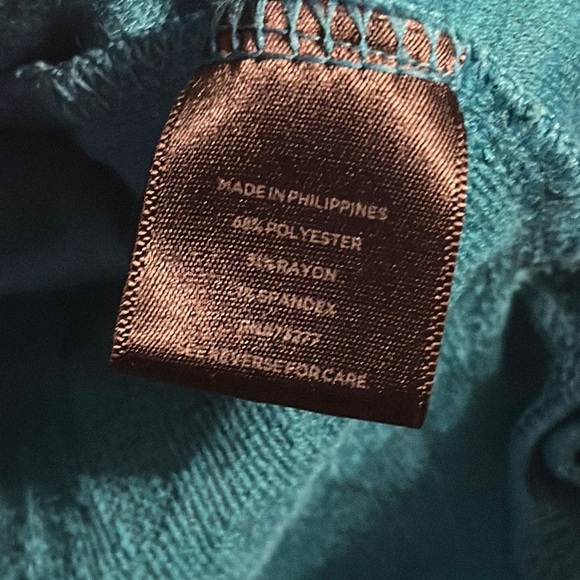 MADE IN PHILIPPINES
68% POLYESTER
RAYON
SPANDEX
REVERSE FOR CARE